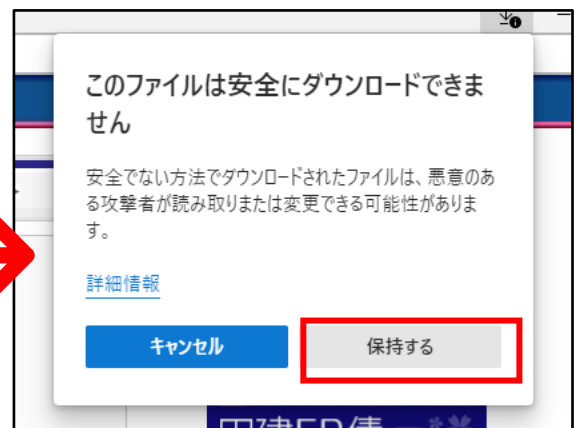 このファイルは安全にダウンロードできま
せん
安全でない方法でダウンロードされたファイルは、悪意のあ
る攻撃者が読み取りまたは変更できる可能性がありま
す。
詳細情報
キャンセル
保持する